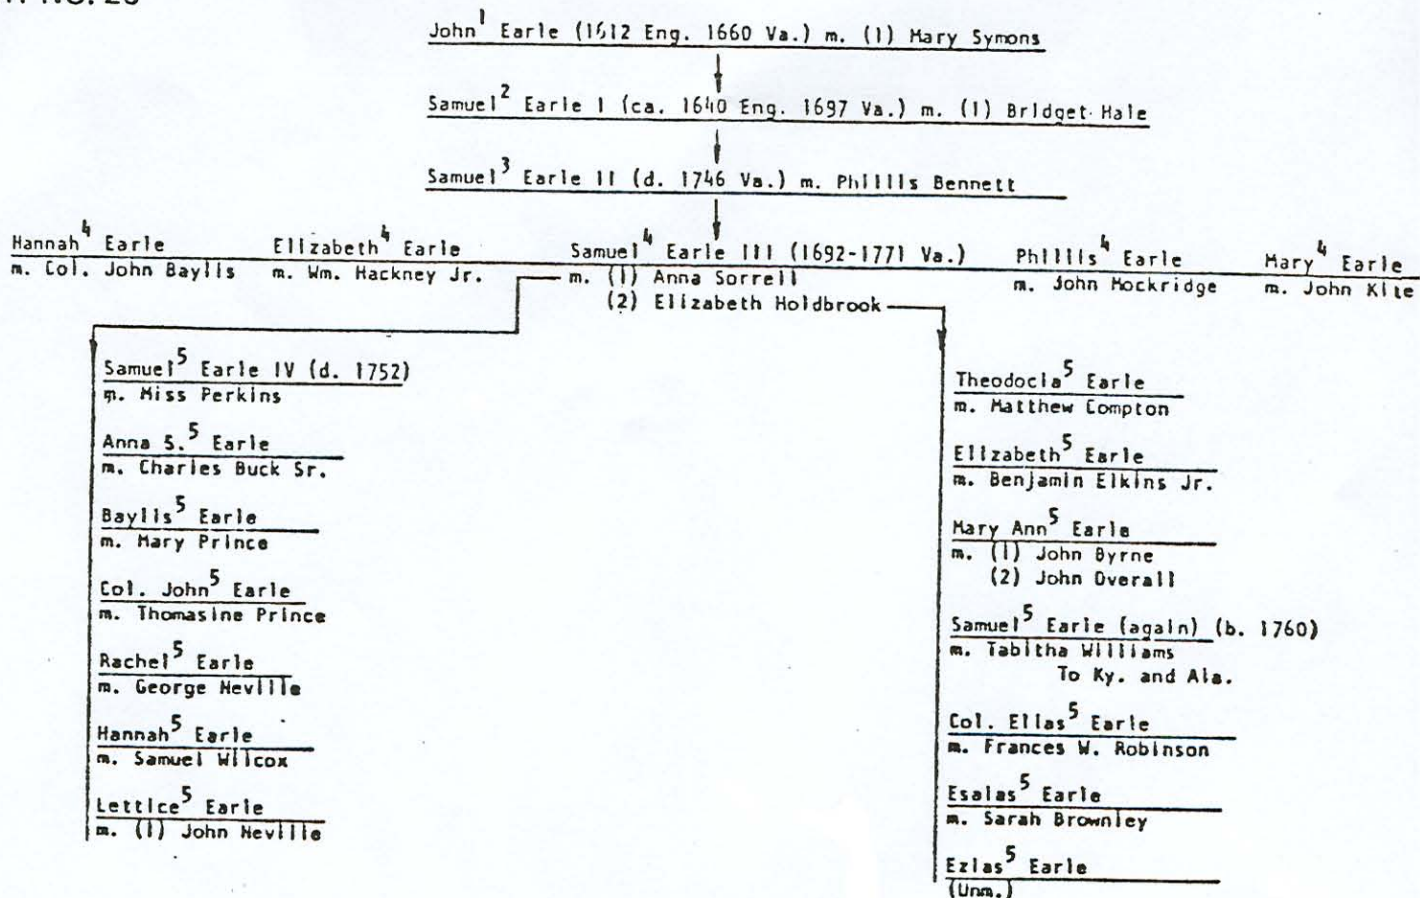 NO. 20
John¹ Earle (1612 Eng. 1660 Va.) m. (1) Mary Symons
Samuel² Earle I (ca. 1640 Eng. 1697 Va.) m. (1) Bridget Hale
Samuel³ Earle II (d. 1746 Va.) m. Phillis Bennett
Hannah⁴ Earle
m. Col. John Baylis
Elizabeth⁴ Earle
m. Wm. Hackney Jr.
Samuel⁴ Earle III (1692-1771 Va.)
m. (1) Anna Sorrell
(2) Elizabeth Holdbrook
Phillis⁴ Earle
m. John Mockridge
Mary⁴ Earle
m. John Kite
Samuel⁵ Earle IV (d. 1752)
m. Miss Perkins
Anna S.⁵ Earle
m. Charles Buck Sr.
Baylis⁵ Earle
m. Mary Prince
Col. John⁵ Earle
m. Thomasine Prince
Rachel⁵ Earle
m. George Neville
Hannah⁵ Earle
m. Samuel Wilcox
Lettice⁵ Earle
m. (1) John Neville
Theodocia⁵ Earle
m. Matthew Compton
Elizabeth⁵ Earle
m. Benjamin Elkins Jr.
Mary Ann⁵ Earle
m. (1) John Byrne
(2) John Overall
Samuel⁵ Earle (again) (b. 1760)
m. Tabitha Williams
To Ky. and Ala.
Col. Elias⁵ Earle
m. Frances W. Robinson
Esaias⁵ Earle
m. Sarah Brownley
Ezias⁵ Earle
(Unm.)